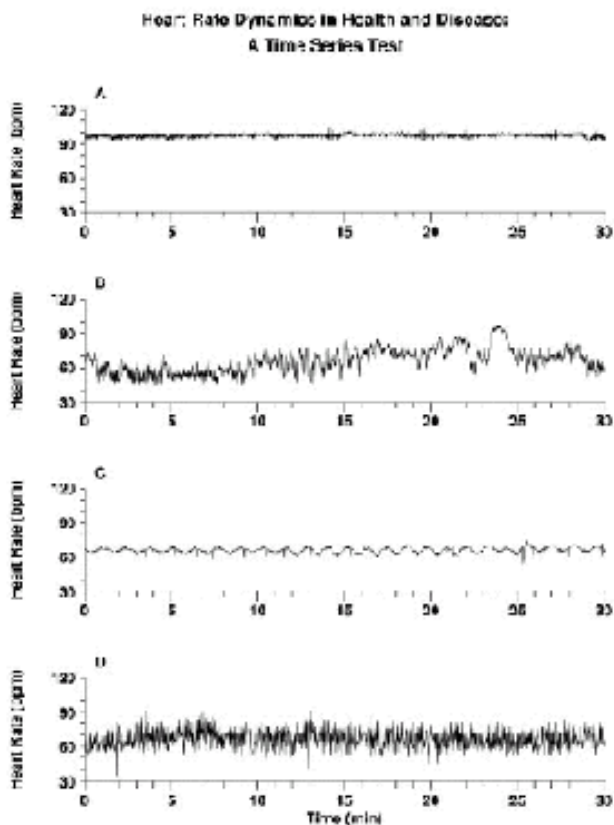 Heart Rate Dynamics in Health and Disease:
A Time Series Test
A
Heart Rate (bpm)
120
90
60
30
0 5 10 15 20 25 30
B
Heart Rate (bpm)
120
90
60
30
0 5 10 15 20 25 30
C
Heart Rate (bpm)
120
90
60
30
0 5 10 15 20 25 30
D
Heart Rate (bpm)
120
90
60
30
0 5 10 15 20 25 30
Time (min)